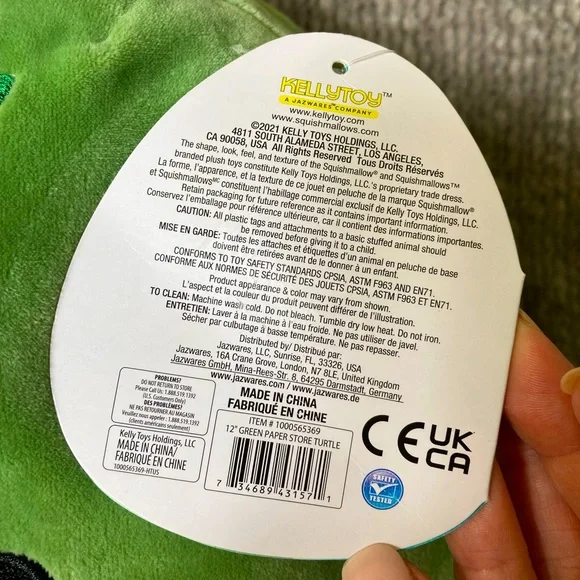 KELLYTOY™
A JAZWARES™ COMPANY
www.kellytoy.com
www.squishmallows.com
©2021 KELLY TOYS HOLDINGS, LLC.
4811 SOUTH ALAMEDA STREET, LOS ANGELES,
CA 90058, USA All Rights Reserved Tous Droits Réservés
The shape, look, feel, and texture of the Squishmallow® and Squishmallows™
branded plush toys constitute Kelly Toys Holdings, LLC.'s proprietary trade dress.
La forme, l'apparence, et la texture de ce jouet en peluche de la marque Squishmallow®
et Squishmallowsᴹᶜ constituent l'habillage commercial exclusif de Kelly Toys Holdings, LLC.
Retain packaging for future reference as it contains important information.
Conservez l'emballage pour référence ultérieur, car il contient des informations importantes.
CAUTION: All plastic tags and attachments to a basic stuffed animal should
be removed before giving it to a child.
MISE EN GARDE: Toutes les attaches et étiquettes d'un animal en peluche de base
doivent être retirées avant de le donner à un enfant.
CONFORMS TO TOY SAFETY STANDARDS CPSIA, ASTM F963 AND EN71.
CONFORME AUX NORMES DE SÉCURITÉ DES JOUETS CPSIA, ASTM F963 ET EN71.
Product appearance & color may vary from shown.
L'aspect et la couleur du produit peuvent différer de l'illustration.
TO CLEAN: Machine wash cold. Do not bleach. Tumble dry low heat. Do not iron.
ENTRETIEN: Laver à la machine à l'eau froide. Ne pas utiliser de javel.
Sécher par culbutage à basse température. Ne pas repasser.
Distributed by/ Distribué par:
Jazwares, LLC, Sunrise, FL, 33326, USA
Jazwares, 16A Crane Grove, London, N7 8LE, United Kingdom
Jazwares GmbH, Mina-Rees-Str. 8, 64295 Darmstadt, Germany
www.jazwares.com / www.jazwares.de
MADE IN CHINA
FABRIQUÉ EN CHINE
PROBLEMS?
DO NOT RETURN TO STORE
Please Call Us : 1.888.519.1392
(U.S. Customers Only)
DES PROBLÈMES?
NE PAS RETOURNER AU MAGASIN
Veuillez nous appeler : 1.888.519.1392
(clients américains seulement)
Kelly Toys Holdings, LLC
MADE IN CHINA/
FABRIQUÉ EN CHINE
1000565369-HTUS
ITEM # 1000565369
12" GREEN PAPER STORE TURTLE
7 34689 43157 1
CE
UK
CA
SAFETY
TESTED